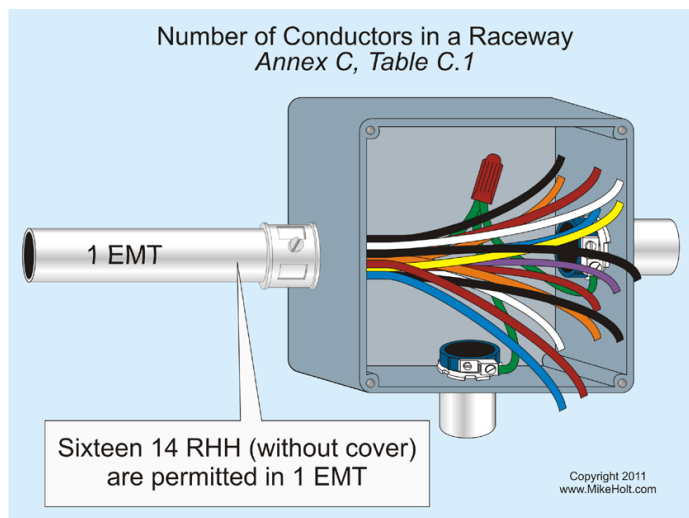 Number of Conductors in a Raceway
Annex C, Table C.1
1 EMT
Sixteen 14 RHH (without cover)
are permitted in 1 EMT
Copyright 2011
www.MikeHolt.com